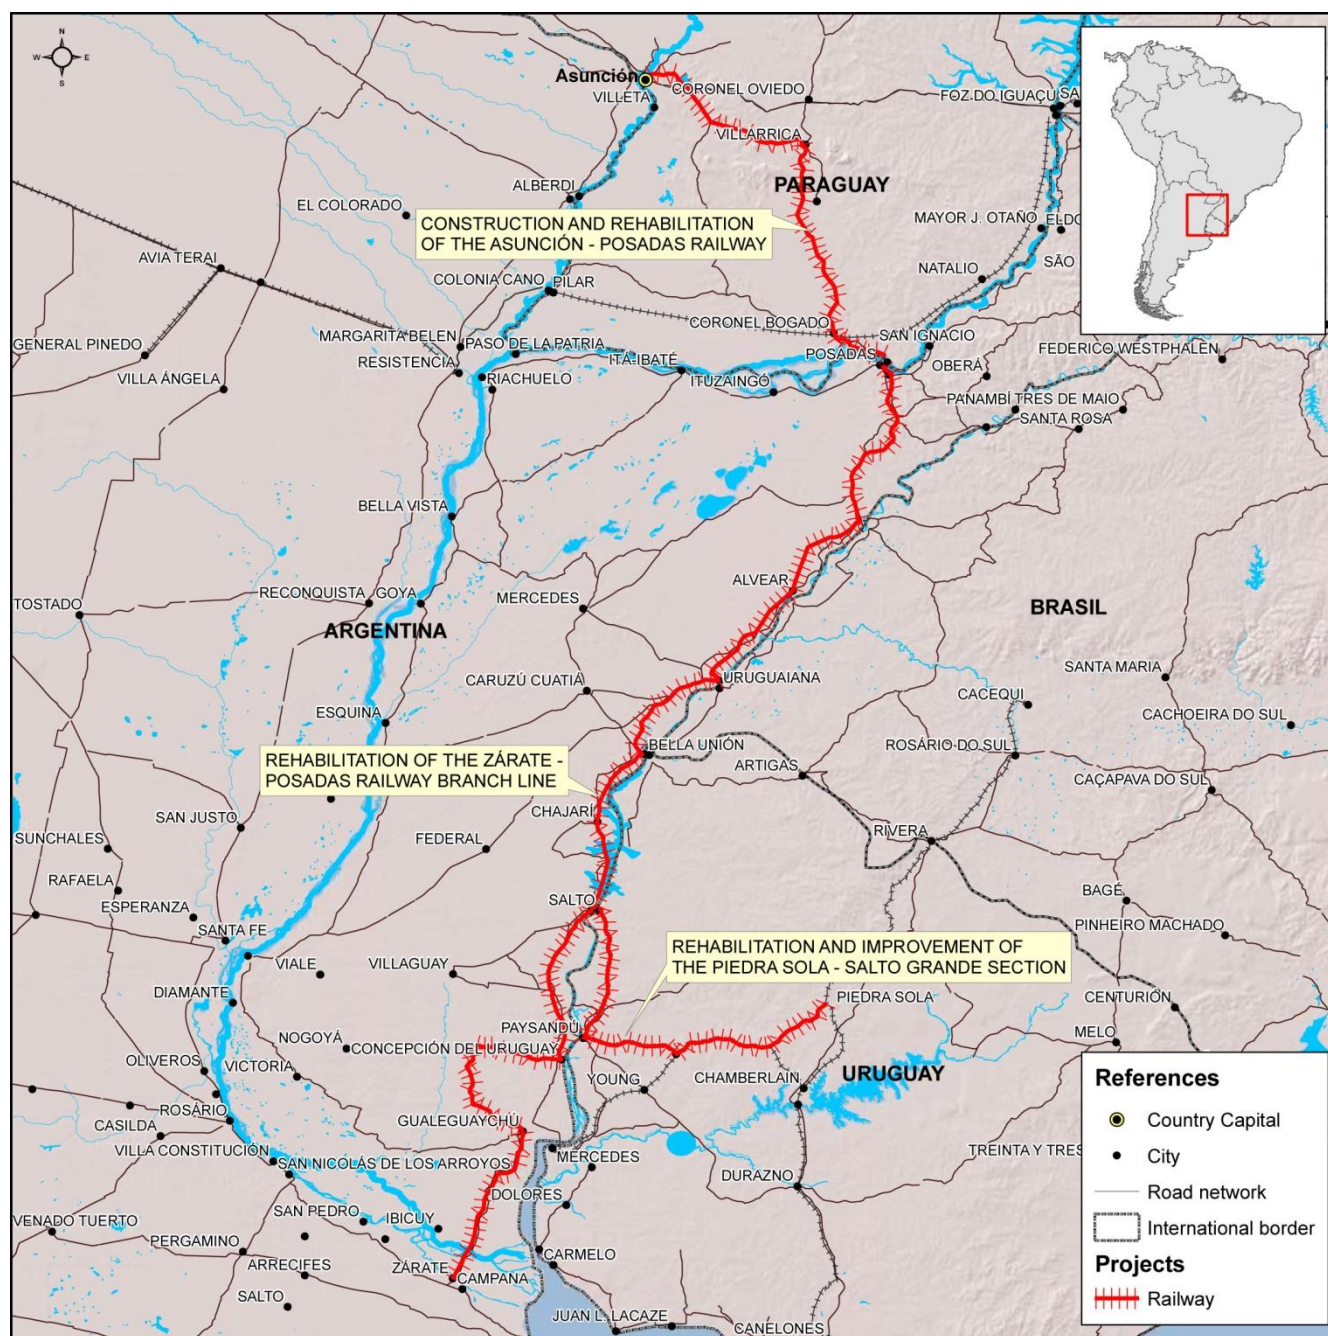 N
W E
S
Asunción
VILLETA
CORONEL OVIEDO
FOZ DO IGUAÇU
SA
VILLARRICA
PARAGUAY
ALBERDI
EL COLORADO
CONSTRUCTION AND REHABILITATION
OF THE ASUNCIÓN - POSADAS RAILWAY
MAYOR J. OTAÑO
ELDO
AVIA TERAI
SÃO
NATALIO
COLONIA CANO
PILAR
CORONEL BOGADO
MARGARITA BELEN
SAN IGNACIO
GENERAL PINEDO
PASO DE LA PATRIA
ITÁ-IBATÉ
POSADAS
FEDERICO WESTPHALEN
RESISTENCIA
OBERÁ
VILLA ÁNGELA
RIACHUELO
ITUZAINGÓ
PANAMBÍ
TRES DE MAIO
SANTA ROSA
BELLA VISTA
ALVEAR
RECONQUISTA
GOYA
MERCEDES
TOSTADO
ARGENTINA
BRASIL
SANTA MARIA
CARUZÚ CUATIÁ
URUGUAIANA
CACEQUI
ESQUINA
CACHOEIRA DO SUL
BELLA UNIÓN
ROSÁRIO DO SUL
REHABILITATION OF THE ZÁRATE -
POSADAS RAILWAY BRANCH LINE
ARTIGAS
CAÇAPAVA DO SUL
CHAJARÍ
SAN JUSTO
SUNCHALES
FEDERAL
RIVERA
RAFAELA
BAGÉ
ESPERANZA
SALTO
SANTA FE
PINHEIRO MACHADO
REHABILITATION AND IMPROVEMENT OF
THE PIEDRA SOLA - SALTO GRANDE SECTION
VIALE
VILLAGUAY
DIAMANTE
PIEDRA SOLA
CENTURIÓN
PAYSANDÚ
NOGOYÁ
CONCEPCIÓN DEL URUGUAY
MELO
OLIVEROS
VICTORIA
YOUNG
CHAMBERLAIN
URUGUAY
ROSÁRIO
GUALEGUAYCHÚ
CASILDA
VILLA CONSTITUCIÓN
MERCEDES
TREINTA Y TRES
SAN NICOLÁS DE LOS ARROYOS
DURAZNO
DOLORES
SAN PEDRO
IBICUY
VENADO TUERTO
PERGAMINO
CARMELO
ARRECIFES
ZÁRATE
CAMPANA
SALTO
JUAN L. LACAZE
CANÉLONES
References
Country Capital
City
Road network
International border
Projects
Railway